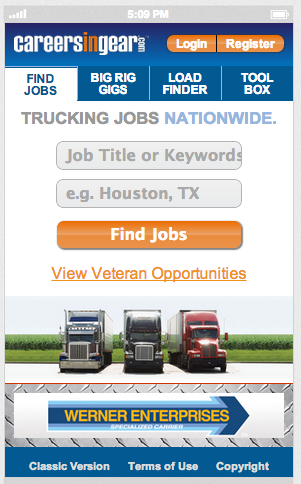 5:09 PM
careersingear.com
Login Register
FIND JOBS
BIG RIG GIGS
LOAD FINDER
TOOL BOX
TRUCKING JOBS NATIONWIDE.
Job Title or Keywords
e.g. Houston, TX
Find Jobs
View Veteran Opportunities
WERNER ENTERPRISES
SPECIALIZED CARRIER
Classic Version Terms of Use Copyright